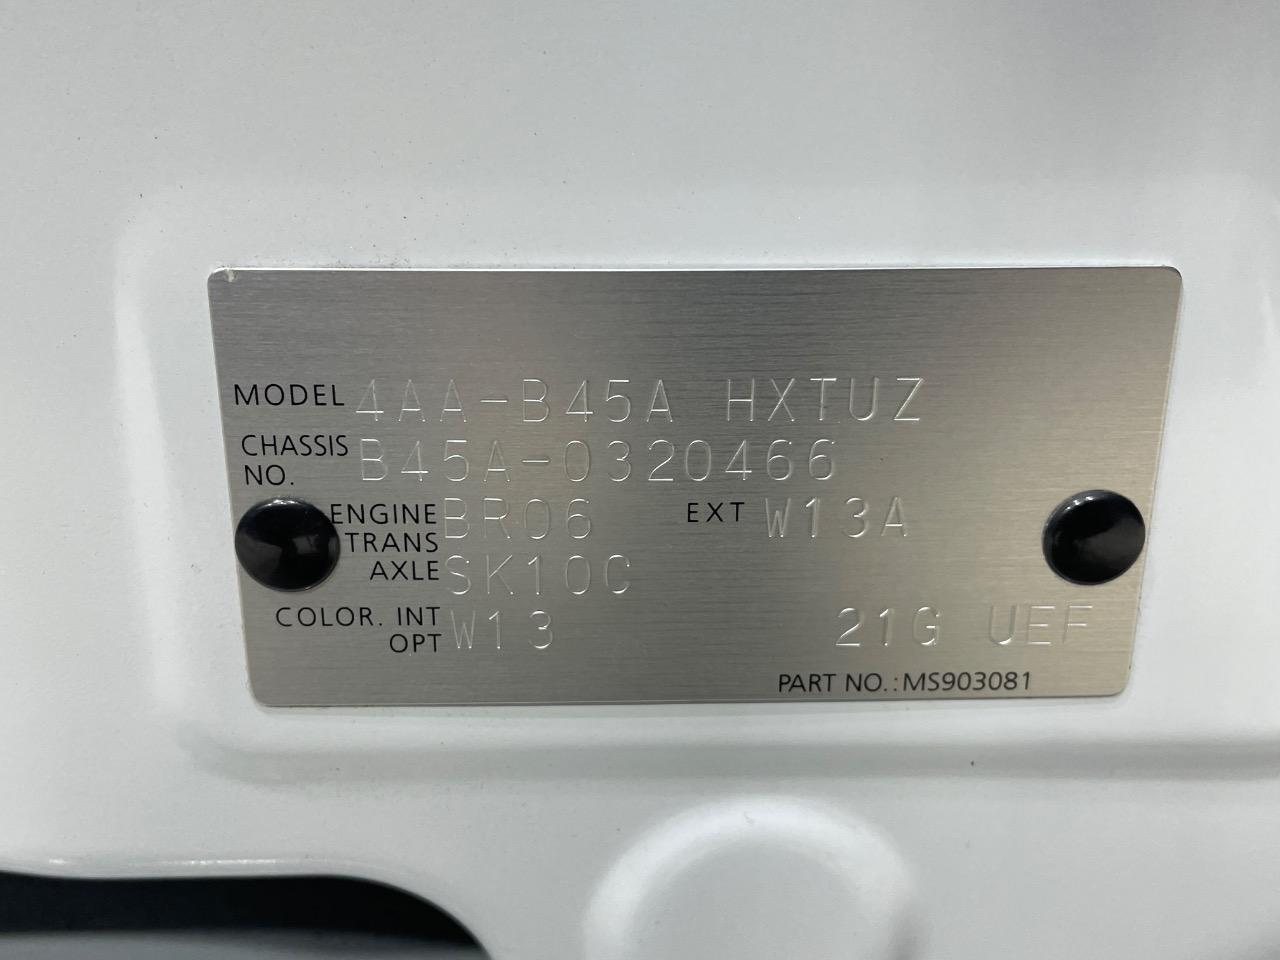 MODEL 4AA-B45A HXTUZ
CHASSIS NO. B45A-0320466
ENGINE BR06 EXT W13A
TRANS AXLE SK10C
COLOR. INT OPT W13 21G UEF
PART NO.:MS903081